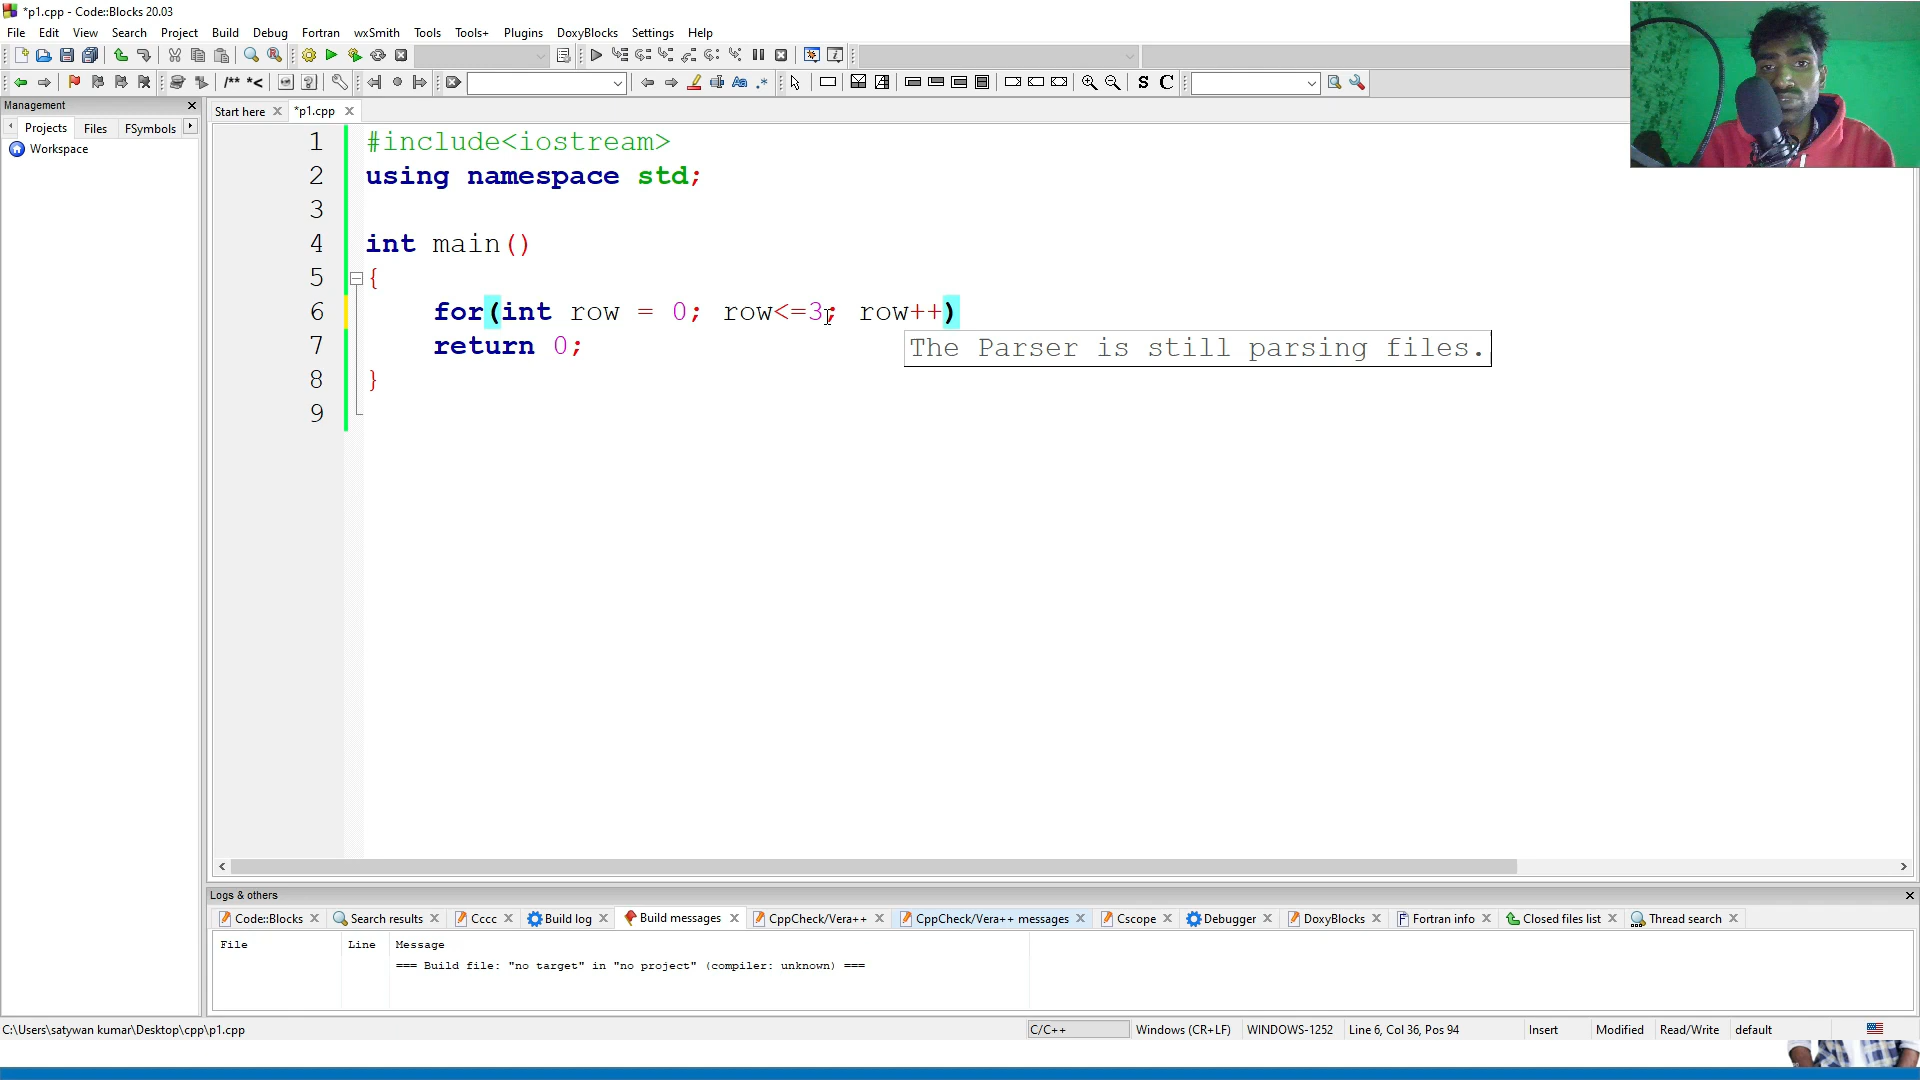 *p1.cpp - Code::Blocks 20.03
File Edit View Search Project Build Debug Fortran wxSmith Tools Tools+ Plugins DoxyBlocks Settings Help
/** *<
Aa .* S C
Management
Start here *p1.cpp
Projects Files FSymbols
Workspace
1 #include<iostream>
2 using namespace std;
3
4 int main()
5 {
6 for(int row = 0; row<=3; row++)
7 return 0;
The Parser is still parsing files.
8 }
9
Logs & others
Code::Blocks Search results Cccc Build log Build messages CppCheck/Vera++ CppCheck/Vera++ messages Cscope Debugger DoxyBlocks Fortran info Closed files list Thread search
File Line Message
=== Build file: "no target" in "no project" (compiler: unknown) ===
C:\Users\satywan kumar\Desktop\cpp\p1.cpp C/C++ Windows (CR+LF) WINDOWS-1252 Line 6, Col 36, Pos 94 Insert Modified Read/Write default